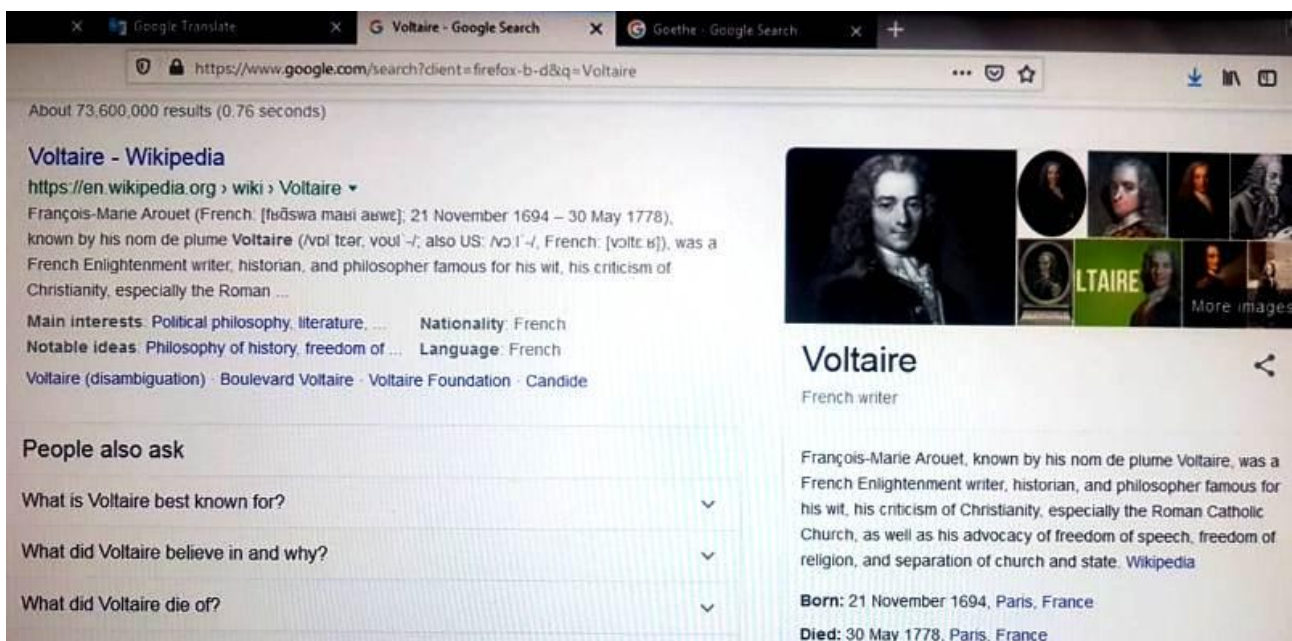 Google Translate
Voltaire - Google Search
Goethe - Google Search
https://www.google.com/search?client=firefox-b-d&q=Voltaire
About 73,600,000 results (0.76 seconds)
Voltaire - Wikipedia
https://en.wikipedia.org › wiki › Voltaire
François-Marie Arouet (French: 21 November 1694 – 30 May 1778),
known by his nom de plume Voltaire also US: French: was a
French Enlightenment writer, historian, and philosopher famous for his wit, his criticism of
Christianity, especially the Roman ...
Main interests: Political philosophy, literature, ...
Nationality: French
Notable ideas: Philosophy of history, freedom of ...
Language: French
Voltaire (disambiguation) · Boulevard Voltaire · Voltaire Foundation · Candide
People also ask
What is Voltaire best known for?
What did Voltaire believe in and why?
What did Voltaire die of?
LTAIRE
More images
Voltaire
French writer
François-Marie Arouet, known by his nom de plume Voltaire, was a
French Enlightenment writer, historian, and philosopher famous for
his wit, his criticism of Christianity, especially the Roman Catholic
Church, as well as his advocacy of freedom of speech, freedom of
religion, and separation of church and state. Wikipedia
Born: 21 November 1694, Paris, France
Died: 30 May 1778, Paris, France